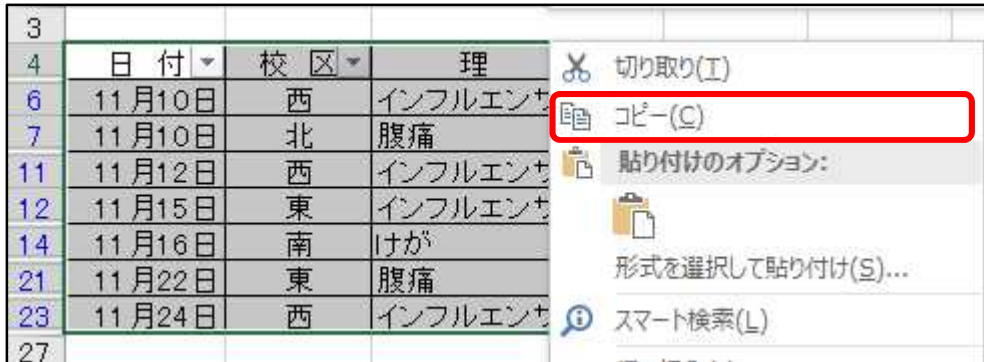 3
4 日 付 校 区 理
6 11月10日 西 インフルエンサ
7 11月10日 北 腹痛
11 11月12日 西 インフルエンサ
12 11月15日 東 インフルエンサ
14 11月16日 南 けが
21 11月22日 東 腹痛
23 11月24日 西 インフルエンサ
27
切り取り(T)
コピー(C)
貼り付けのオプション:
形式を選択して貼り付け(S)...
スマート検索(L)